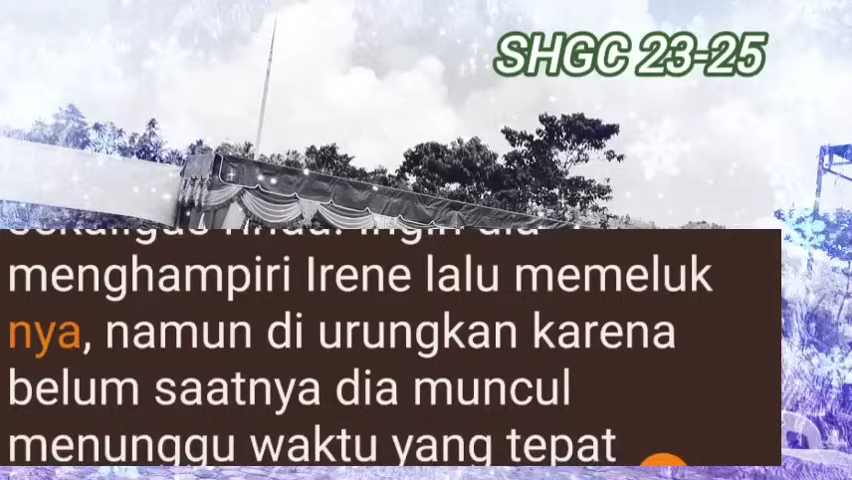 SHGC 23-25
menghampiri Irene lalu memeluk
nya, namun di urungkan karena
belum saatnya dia muncul
menunggu waktu yang tepat